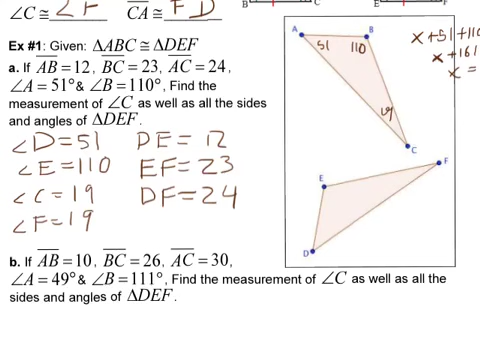 ∠C ≅ ∠F   CA ≅ FD
B C E F
Ex #1: Given: ΔABC ≅ ΔDEF
a. If AB = 12, BC = 23, AC = 24,
∠A = 51° & ∠B = 110°, Find the
measurement of ∠C as well as all the sides
and angles of ΔDEF.
∠D=51   DE = 12
∠E=110   EF=23
∠C=19   DF=24
∠F=19
A B
51 110
19
C
x+51+110
x+161
x=
E F
D
b. If AB = 10, BC = 26, AC = 30,
∠A = 49° & ∠B = 111°, Find the measurement of ∠C as well as all the
sides and angles of ΔDEF.